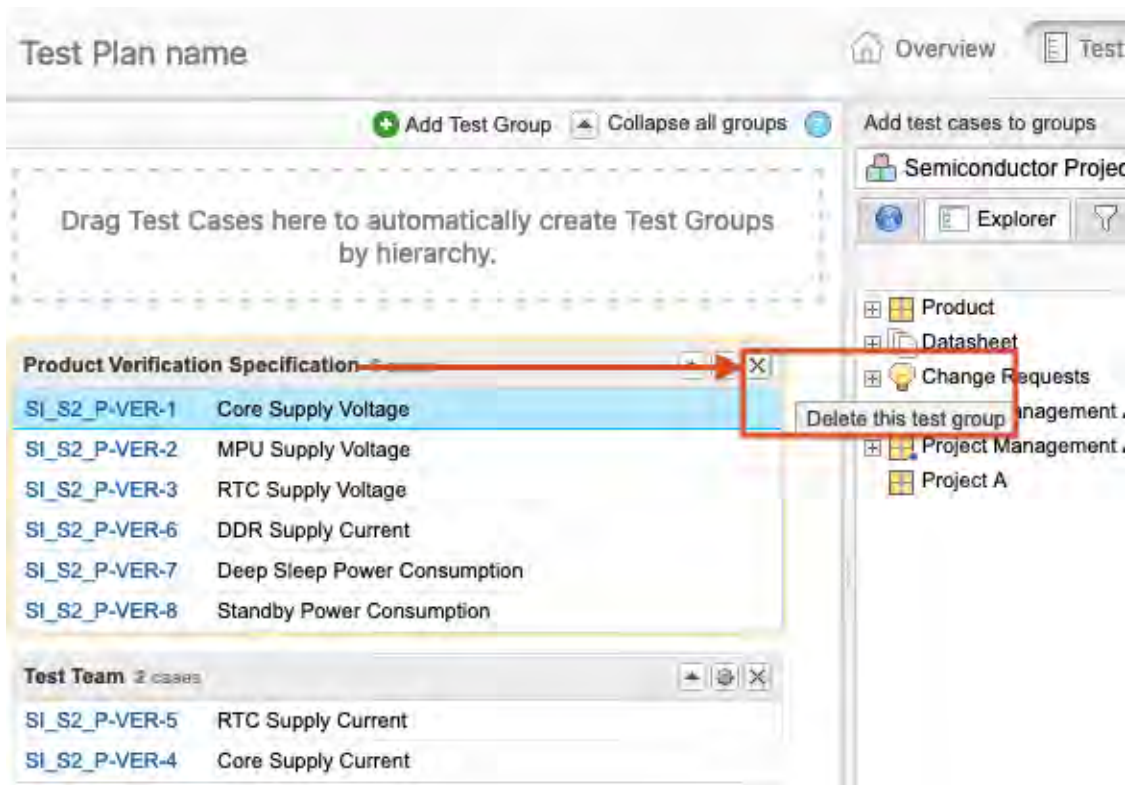 Test Plan name
Overview
Test
Add Test Group
Collapse all groups
Add test cases to groups
Semiconductor Projec
Explorer
Drag Test Cases here to automatically create Test Groups
by hierarchy.
Product
Datasheet
Change Requests
anagement
Project Management
Project A
Product Verification Specification
Delete this test group
SI_S2_P-VER-1 Core Supply Voltage
SI_S2_P-VER-2 MPU Supply Voltage
SI_S2_P-VER-3 RTC Supply Voltage
SI_S2_P-VER-6 DDR Supply Current
SI_S2_P-VER-7 Deep Sleep Power Consumption
SI_S2_P-VER-8 Standby Power Consumption
Test Team 2 cases
SI_S2_P-VER-5 RTC Supply Current
SI_S2_P-VER-4 Core Supply Current